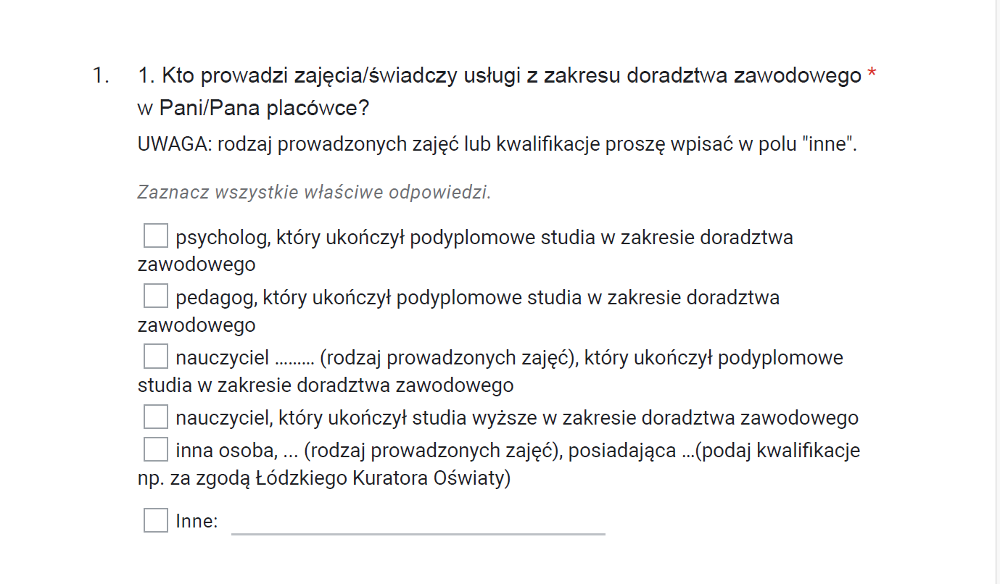 1. 1. Kto prowadzi zajęcia/świadczy usługi z zakresu doradztwa zawodowego *
w Pani/Pana placówce?
UWAGA: rodzaj prowadzonych zajęć lub kwalifikacje proszę wpisać w polu "inne".
Zaznacz wszystkie właściwe odpowiedzi.
psycholog, który ukończył podyplomowe studia w zakresie doradztwa
zawodowego
pedagog, który ukończył podyplomowe studia w zakresie doradztwa
zawodowego
nauczyciel ……... (rodzaj prowadzonych zajęć), który ukończył podyplomowe
studia w zakresie doradztwa zawodowego
nauczyciel, który ukończył studia wyższe w zakresie doradztwa zawodowego
inna osoba, ... (rodzaj prowadzonych zajęć), posiadająca …(podaj kwalifikacje
np. za zgodą Łódzkiego Kuratora Oświaty)
Inne: